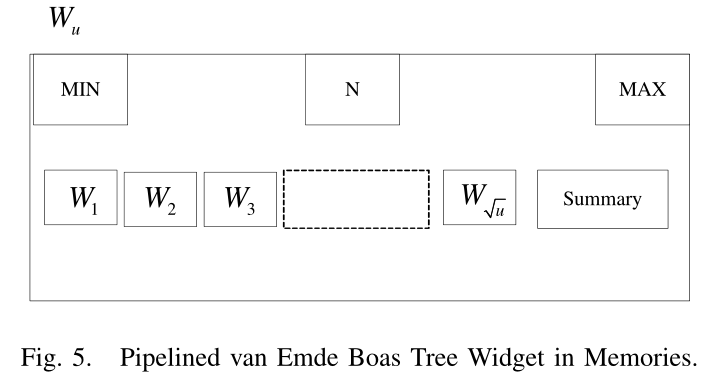 W_u
MIN N MAX
W_1 W_2 W_3 W_√u Summary
Fig. 5. Pipelined van Emde Boas Tree Widget in Memories.